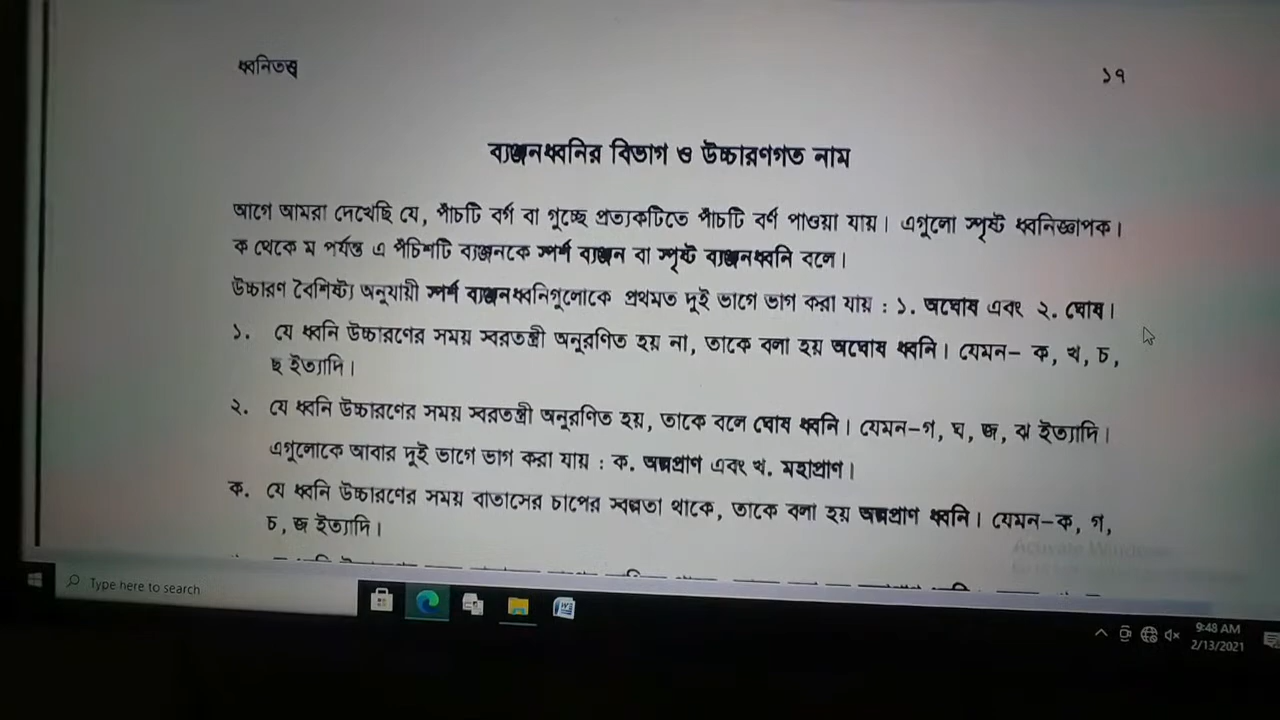 ধ্বনিতত্ত্ব
১৭
ব্যঞ্জনধ্বনির বিভাগ ও উচ্চারণগত নাম
আগে আমরা দেখেছি যে, পাঁচটি বর্গ বা গুচ্ছে প্রত্যেকটিতে পাঁচটি বর্ণ পাওয়া যায়। এগুলো স্পৃষ্ট ধ্বনিজ্ঞাপক।
ক থেকে ম পর্যন্ত এ পঁচিশটি ব্যঞ্জনকে স্পর্শ ব্যঞ্জন বা স্পৃষ্ট ব্যঞ্জনধ্বনি বলে।
উচ্চারণ বৈশিষ্ট্য অনুযায়ী স্পর্শ ব্যঞ্জনধ্বনিগুলোকে প্রথমত দুই ভাগে ভাগ করা যায় : ১. অঘোষ এবং ২. ঘোষ।
১. যে ধ্বনি উচ্চারণের সময় স্বরতন্ত্রী অনুরণিত হয় না, তাকে বলা হয় অঘোষ ধ্বনি। যেমন– ক, খ, চ,
ছ ইত্যাদি।
২. যে ধ্বনি উচ্চারণের সময় স্বরতন্ত্রী অনুরণিত হয়, তাকে বলে ঘোষ ধ্বনি। যেমন–গ, ঘ, জ, ঝ ইত্যাদি।
এগুলোকে আবার দুই ভাগে ভাগ করা যায় : ক. অল্পপ্রাণ এবং খ. মহাপ্রাণ।
ক. যে ধ্বনি উচ্চারণের সময় বাতাসের চাপের স্বল্পতা থাকে, তাকে বলা হয় অল্পপ্রাণ ধ্বনি। যেমন–ক, গ,
চ, জ ইত্যাদি।
Activate Windows
Type here to search
9:48 AM
2/13/2021